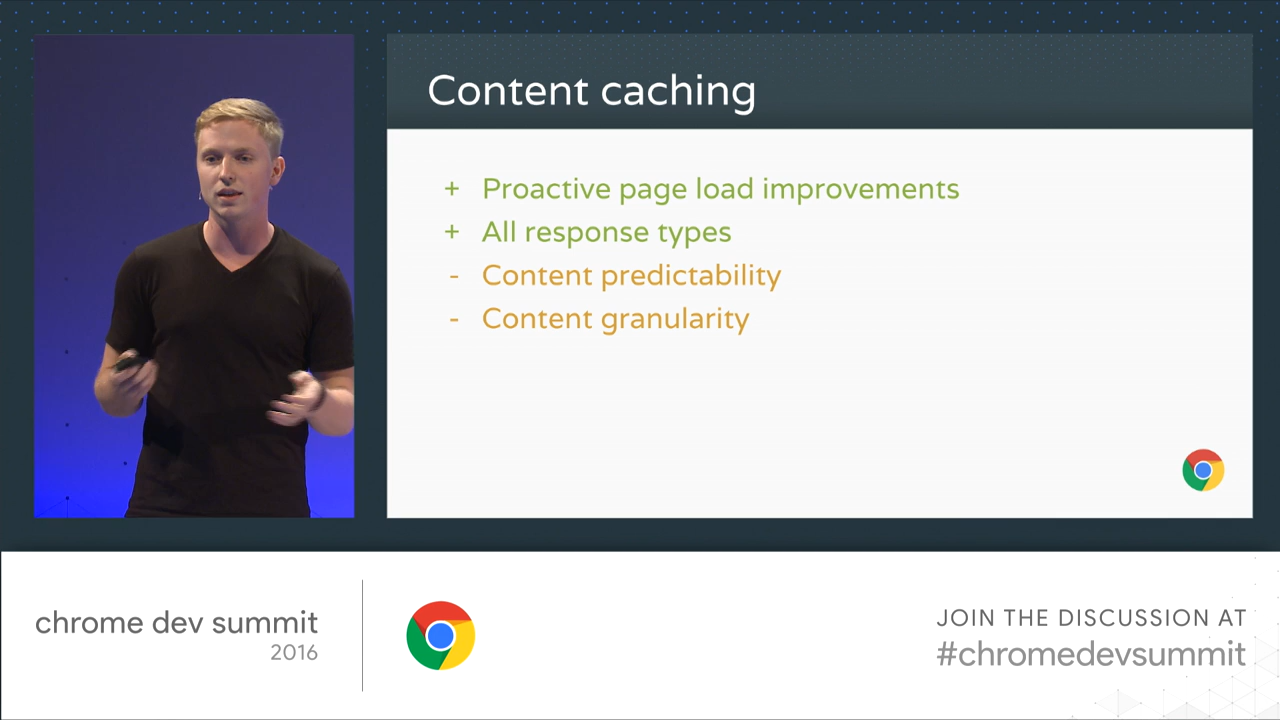 Content caching
+ Proactive page load improvements
+ All response types
- Content predictability
- Content granularity
chrome dev summit
2016
JOIN THE DISCUSSION AT
#chromedevsummit